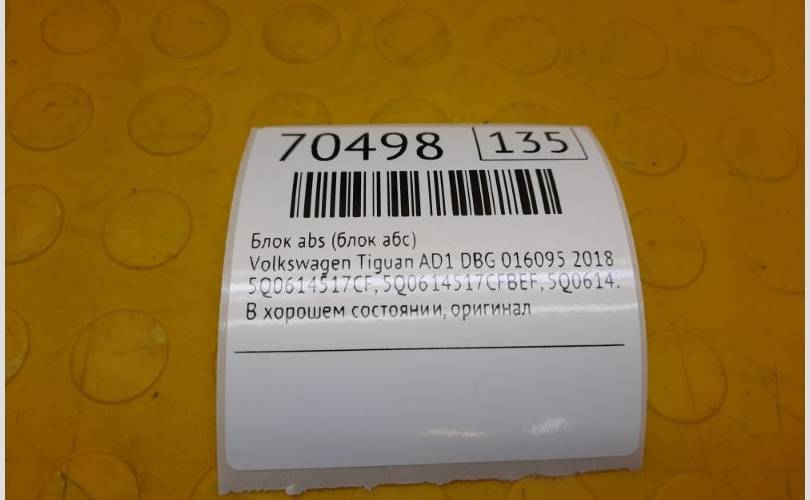 70498 135
Блок abs (блок абс)
Volkswagen Tiguan AD1 DBG 016095 2018
5Q0614517CF, 5Q0614517CFBEF, 5Q0614.
В хорошем состоянии, оригинал